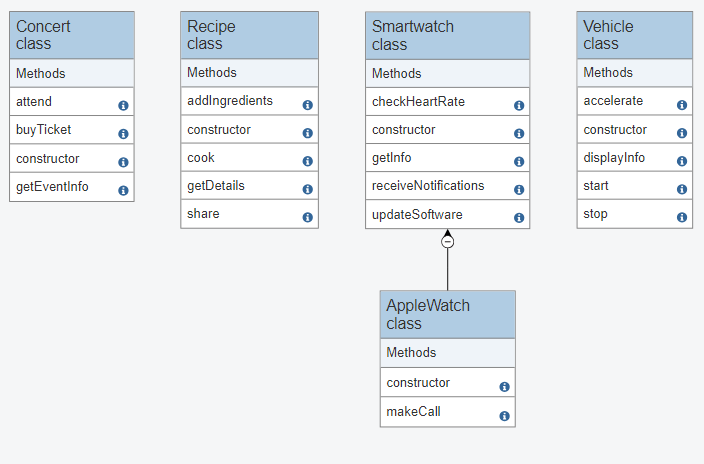 Concert
class
Methods
attend
buyTicket
constructor
getEventInfo
Recipe
class
Methods
addIngredients
constructor
cook
getDetails
share
Smartwatch
class
Methods
checkHeartRate
constructor
getInfo
receiveNotifications
updateSoftware
Vehicle
class
Methods
accelerate
constructor
displayInfo
start
stop
AppleWatch
class
Methods
constructor
makeCall